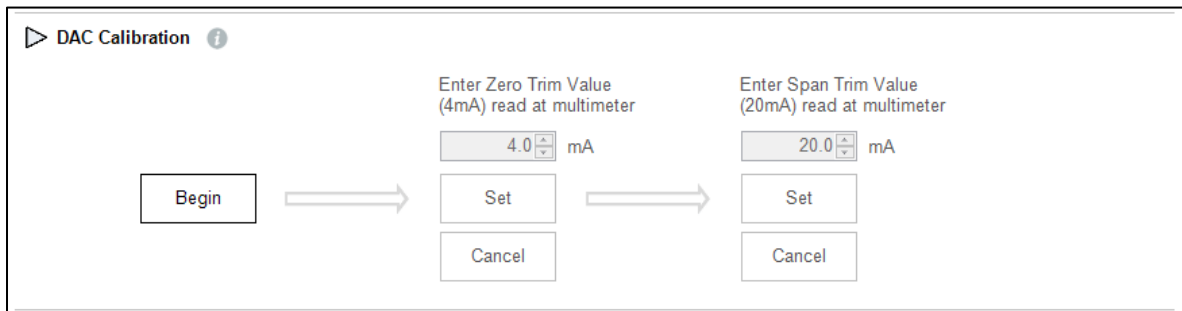 DAC Calibration
Enter Zero Trim Value
(4mA) read at multimeter
4.0 mA
Enter Span Trim Value
(20mA) read at multimeter
20.0 mA
Begin
Set
Set
Cancel
Cancel